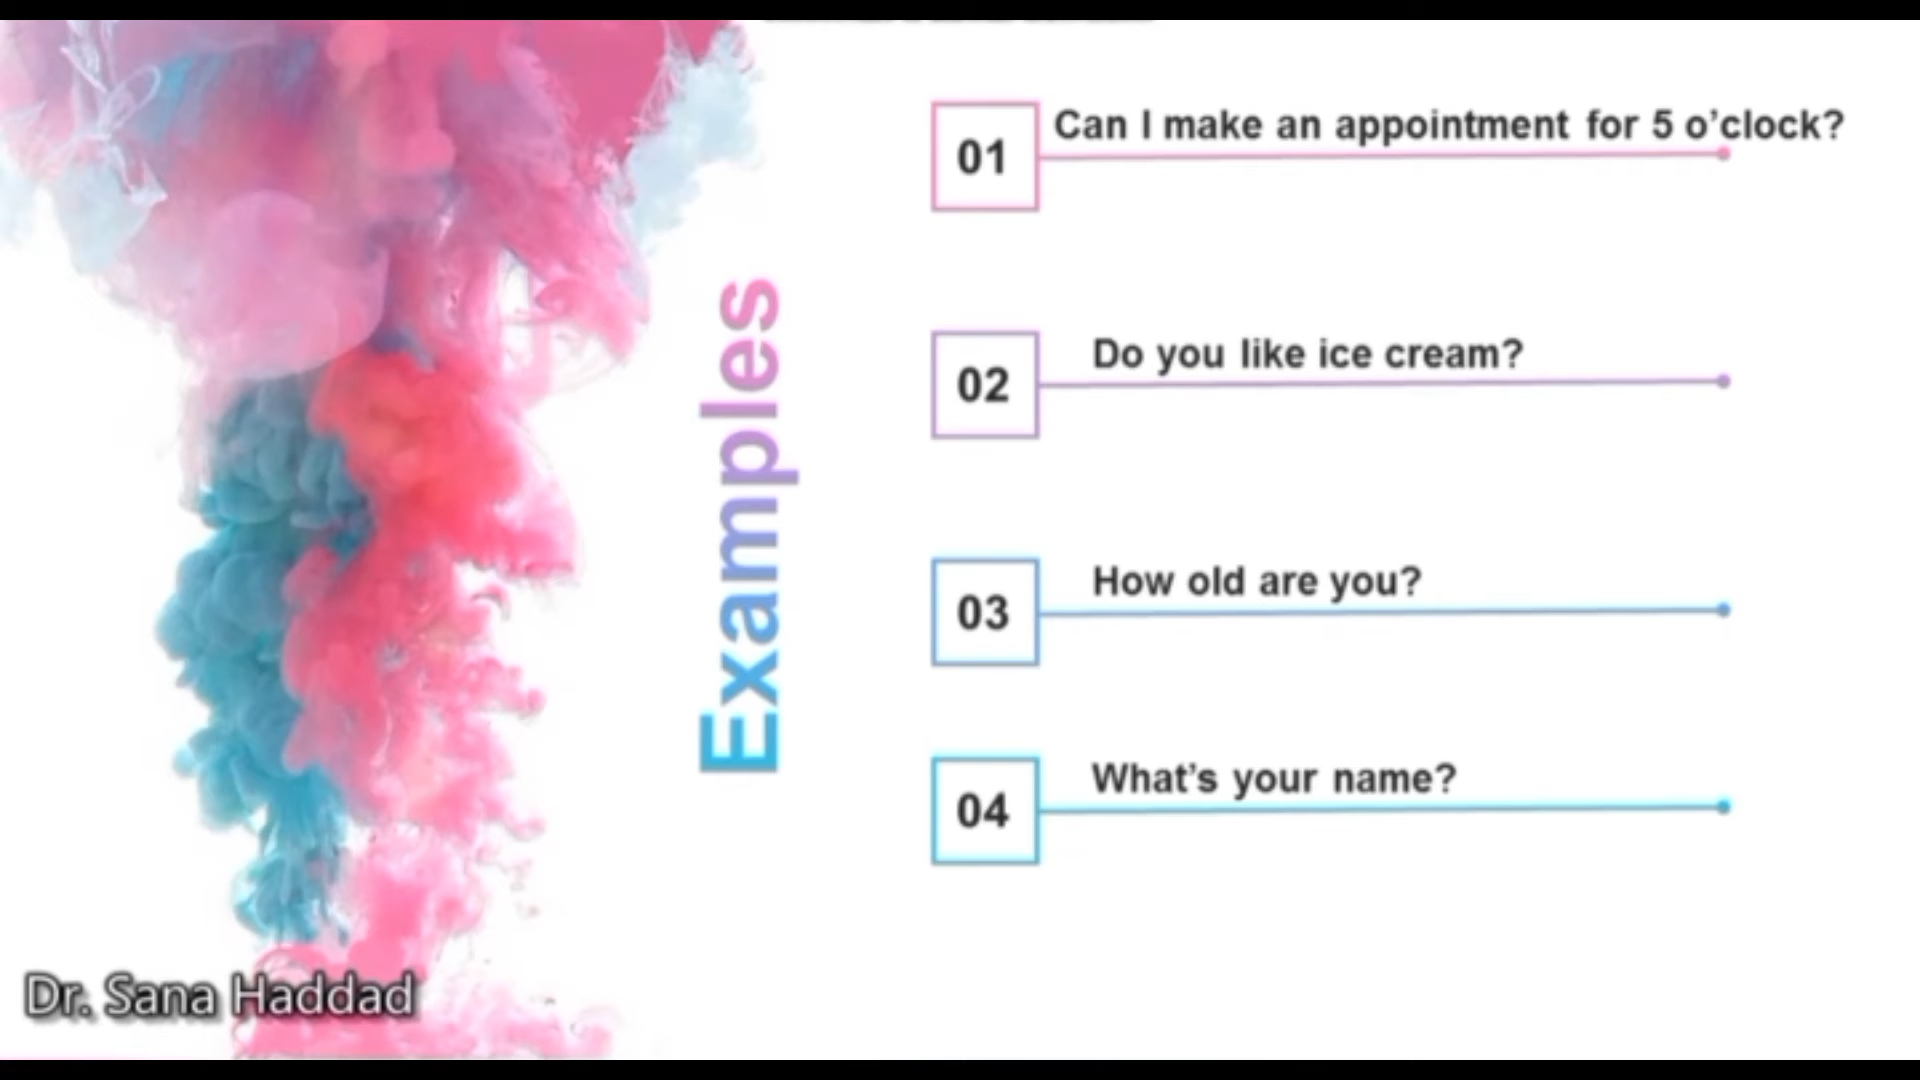 Examples
01
Can I make an appointment for 5 o’clock?
02
Do you like ice cream?
03
How old are you?
04
What’s your name?
Dr. Sana Haddad